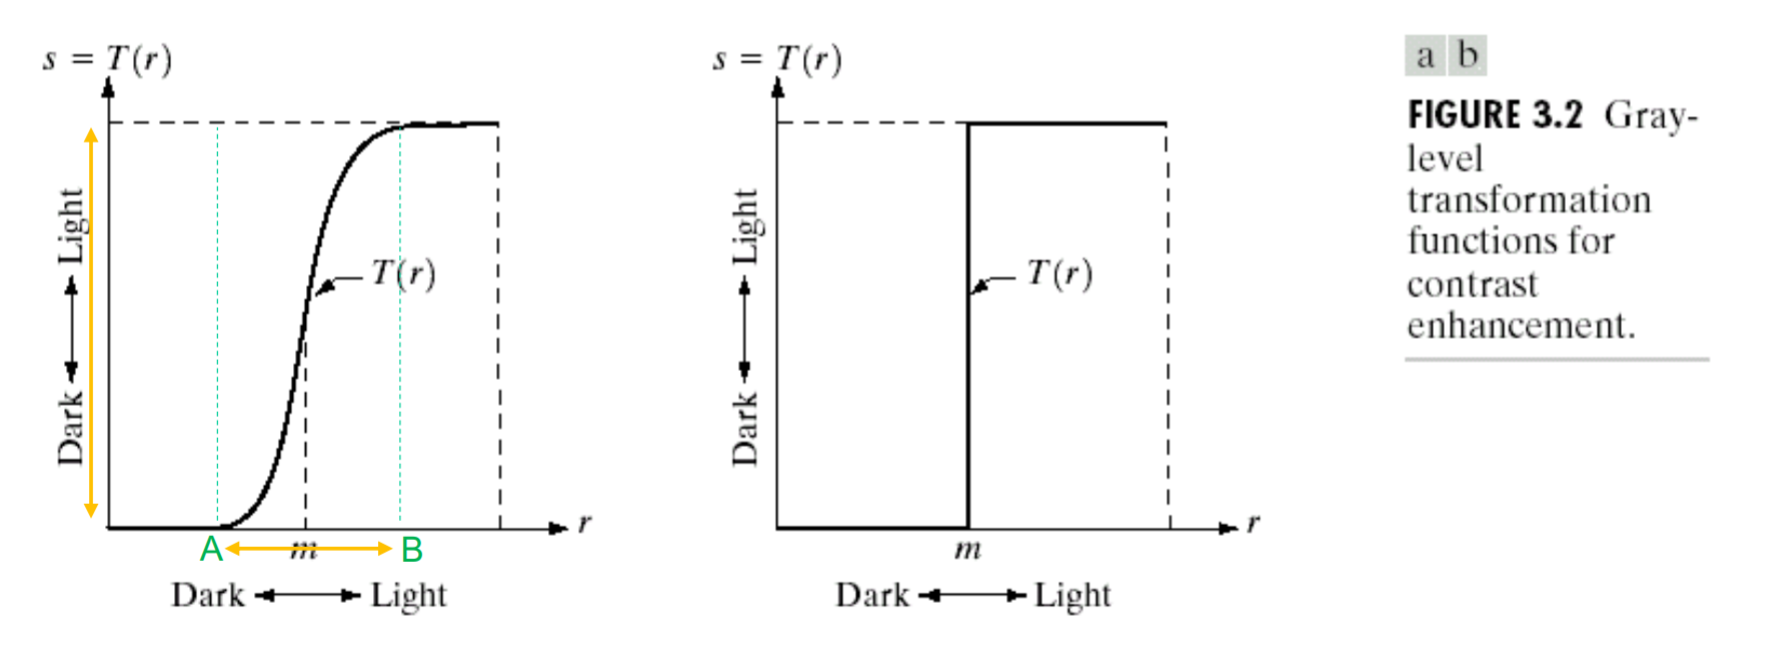 s = T(r)
Light
Dark
T(r)
r
A
m
B
Dark
Light
s = T(r)
Light
Dark
T(r)
r
m
Dark
Light
a b
FIGURE 3.2 Gray-
level
transformation
functions for
contrast
enhancement.